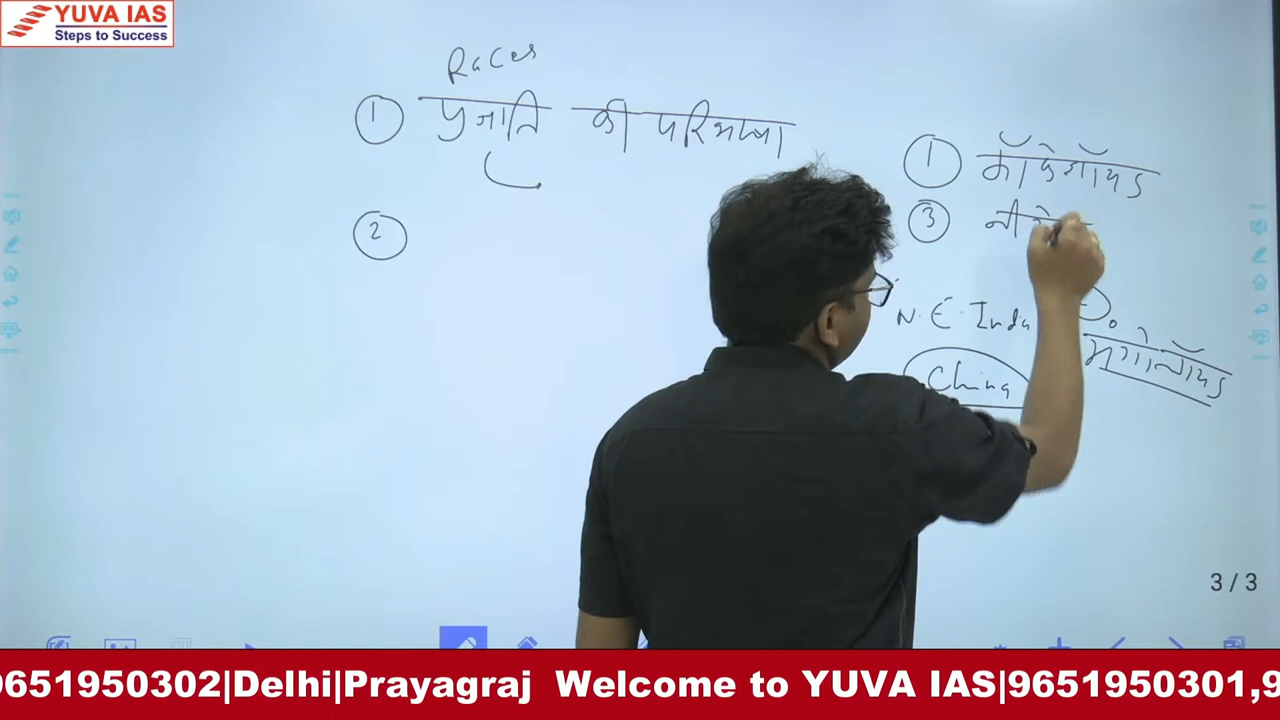 YUVA IAS
Steps to Success
Races
① प्रजाति की परिभाषा
②
① कॉकेशॉयड
③ नी
N.E. India
China
मंगोलॉयड
3 / 3
9651950302|Delhi|Prayagraj Welcome to YUVA IAS|9651950301,9